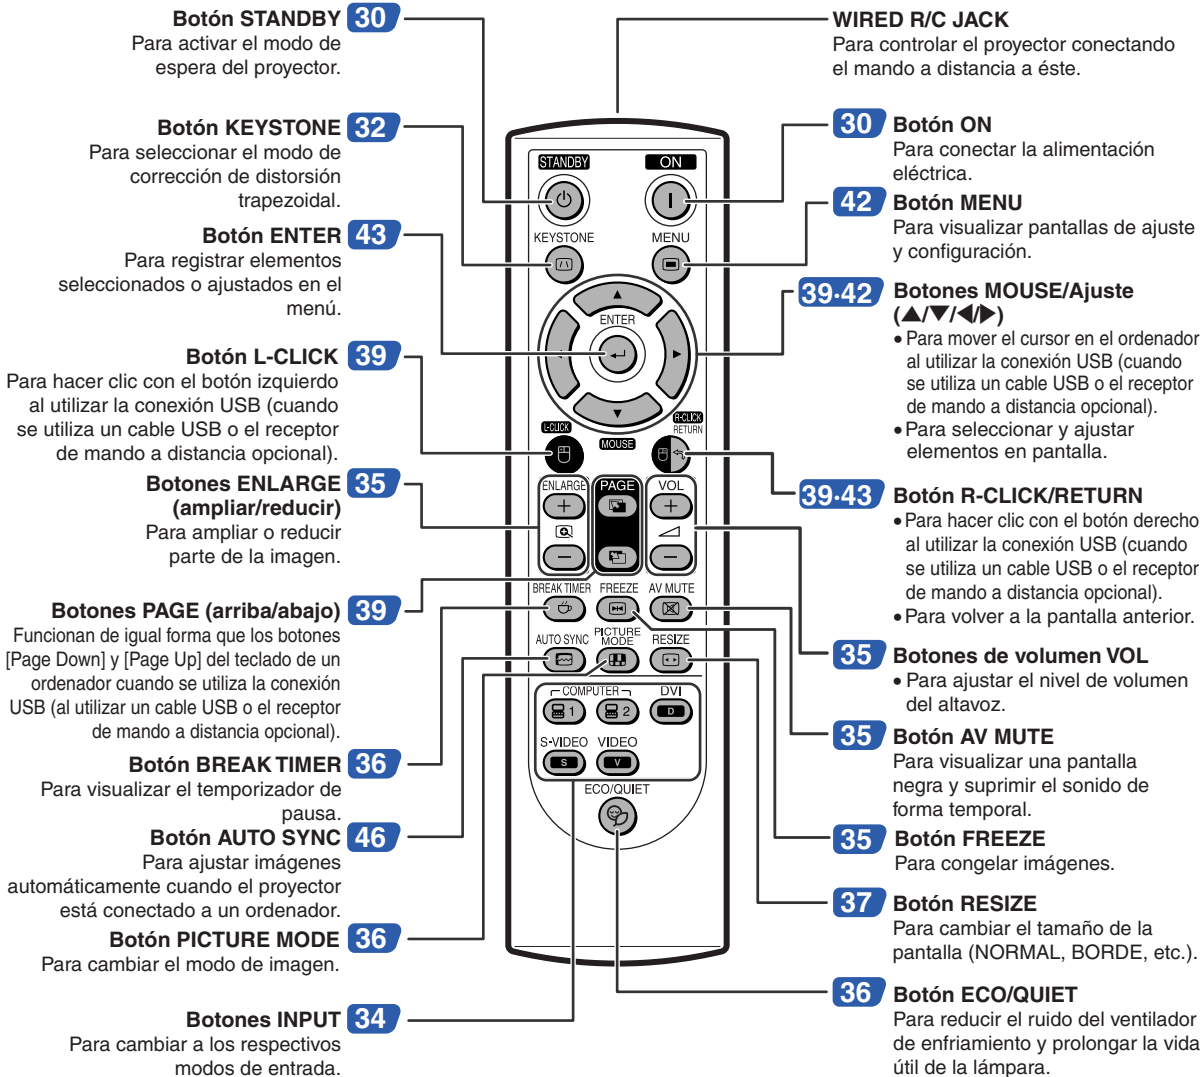 Botón STANDBY 30
Para activar el modo de
espera del proyector.
Botón KEYSTONE 32
Para seleccionar el modo de
corrección de distorsión
trapezoidal.
Botón ENTER 43
Para registrar elementos
seleccionados o ajustados en el
menú.
Botón L-CLICK 39
Para hacer clic con el botón izquierdo
al utilizar la conexión USB (cuando
se utiliza un cable USB o el receptor
de mando a distancia opcional).
Botones ENLARGE 35
(ampliar/reducir)
Para ampliar o reducir
parte de la imagen.
Botones PAGE (arriba/abajo) 39
Funcionan de igual forma que los botones
[Page Down] y [Page Up] del teclado de un
ordenador cuando se utiliza la conexión
USB (al utilizar un cable USB o el receptor
de mando a distancia opcional).
Botón BREAK TIMER 36
Para visualizar el temporizador de
pausa.
Botón AUTO SYNC 46
Para ajustar imágenes
automáticamente cuando el proyector
está conectado a un ordenador.
Botón PICTURE MODE 36
Para cambiar el modo de imagen.
Botones INPUT 34
Para cambiar a los respectivos
modos de entrada.
STANDBY ON
KEYSTONE MENU
ENTER
L-CLICK MOUSE R-CLICK
RETURN
ENLARGE PAGE VOL
BREAK TIMER FREEZE AV MUTE
AUTO SYNC PICTURE
MODE RESIZE
COMPUTER DVI
1 2 D
S-VIDEO VIDEO
S V
ECO/QUIET
WIRED R/C JACK
Para controlar el proyector conectando
el mando a distancia a éste.
30 Botón ON
Para conectar la alimentación
eléctrica.
42 Botón MENU
Para visualizar pantallas de ajuste
y configuración.
39•42 Botones MOUSE/Ajuste
(▲/▼/◀/▶)
• Para mover el cursor en el ordenador
al utilizar la conexión USB (cuando
se utiliza un cable USB o el receptor
de mando a distancia opcional).
• Para seleccionar y ajustar
elementos en pantalla.
39•43 Botón R-CLICK/RETURN
• Para hacer clic con el botón derecho
al utilizar la conexión USB (cuando
se utiliza un cable USB o el receptor
de mando a distancia opcional).
• Para volver a la pantalla anterior.
35 Botones de volumen VOL
• Para ajustar el nivel de volumen
del altavoz.
35 Botón AV MUTE
Para visualizar una pantalla
negra y suprimir el sonido de
forma temporal.
35 Botón FREEZE
Para congelar imágenes.
37 Botón RESIZE
Para cambiar el tamaño de la
pantalla (NORMAL, BORDE, etc.).
36 Botón ECO/QUIET
Para reducir el ruido del ventilador
de enfriamiento y prolongar la vida
útil de la lámpara.